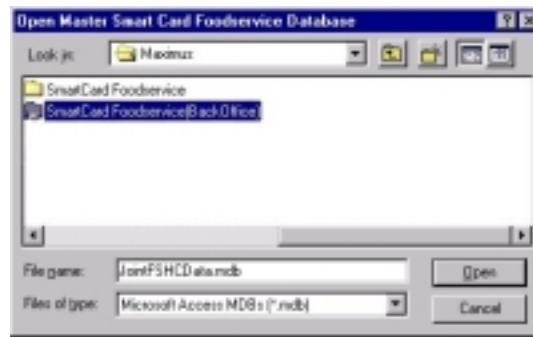 Open Master Smart Card Foodservice Database
Look in: Maximus
SmartCard Foodservice
SmartCard Foodservice(BackOffice)
File name: JointFSHCData.mdb Open
Files of type: Microsoft Access MDBs (*.mdb) Cancel